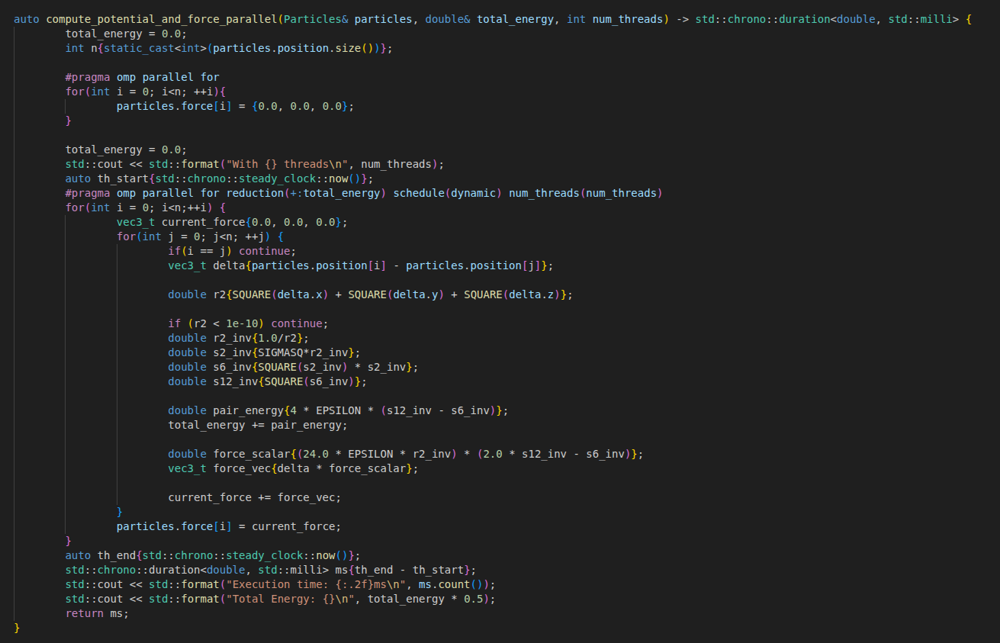 auto compute_potential_and_force_parallel(Particles& particles, double& total_energy, int num_threads) -> std::chrono::duration<double, std::milli> {
total_energy = 0.0;
int n{static_cast<int>(particles.position.size())};
#pragma omp parallel for
for(int i = 0; i<n; ++i){
particles.force[i] = {0.0, 0.0, 0.0};
}
total_energy = 0.0;
std::cout << std::format("With {} threads\n", num_threads);
auto th_start{std::chrono::steady_clock::now()};
#pragma omp parallel for reduction(+:total_energy) schedule(dynamic) num_threads(num_threads)
for(int i = 0; i<n;++i) {
vec3_t current_force{0.0, 0.0, 0.0};
for(int j = 0; j<n; ++j) {
if(i == j) continue;
vec3_t delta{particles.position[i] - particles.position[j]};
double r2{SQUARE(delta.x) + SQUARE(delta.y) + SQUARE(delta.z)};
if (r2 < 1e-10) continue;
double r2_inv{1.0/r2};
double s2_inv{SIGMASQ*r2_inv};
double s6_inv{SQUARE(s2_inv) * s2_inv};
double s12_inv{SQUARE(s6_inv)};
double pair_energy{4 * EPSILON * (s12_inv - s6_inv)};
total_energy += pair_energy;
double force_scalar{(24.0 * EPSILON * r2_inv) * (2.0 * s12_inv - s6_inv)};
vec3_t force_vec{delta * force_scalar};
current_force += force_vec;
}
particles.force[i] = current_force;
}
auto th_end{std::chrono::steady_clock::now()};
std::chrono::duration<double, std::milli> ms{th_end - th_start};
std::cout << std::format("Execution time: {:.2f}ms\n", ms.count());
std::cout << std::format("Total Energy: {}\n", total_energy * 0.5);
return ms;
}